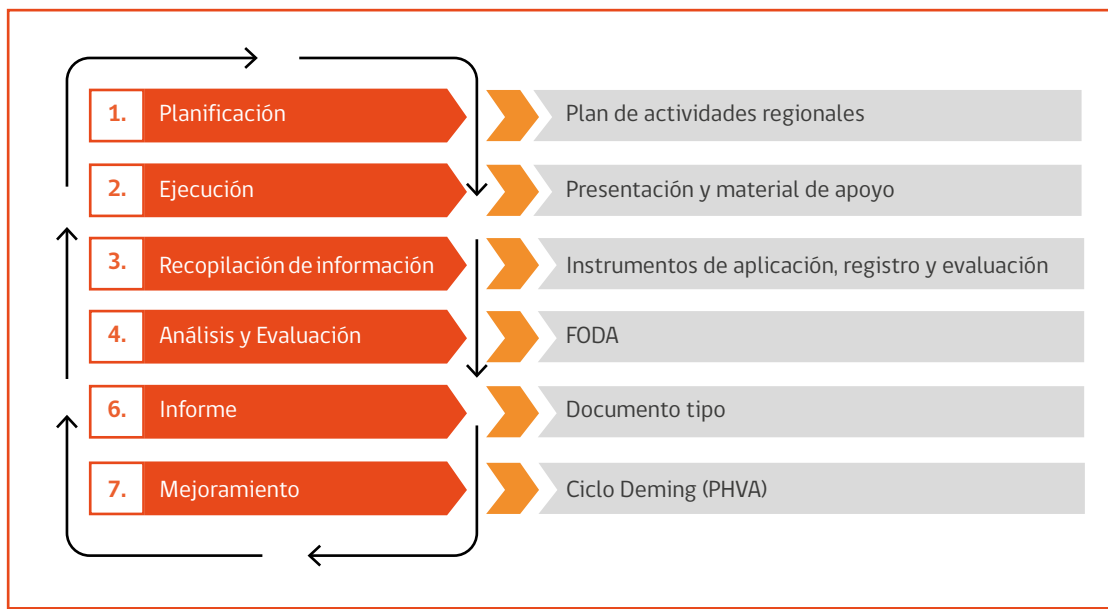 1. Planificación Plan de actividades regionales
2. Ejecución Presentación y material de apoyo
3. Recopilación de información Instrumentos de aplicación, registro y evaluación
4. Análisis y Evaluación FODA
6. Informe Documento tipo
7. Mejoramiento Ciclo Deming (PHVA)